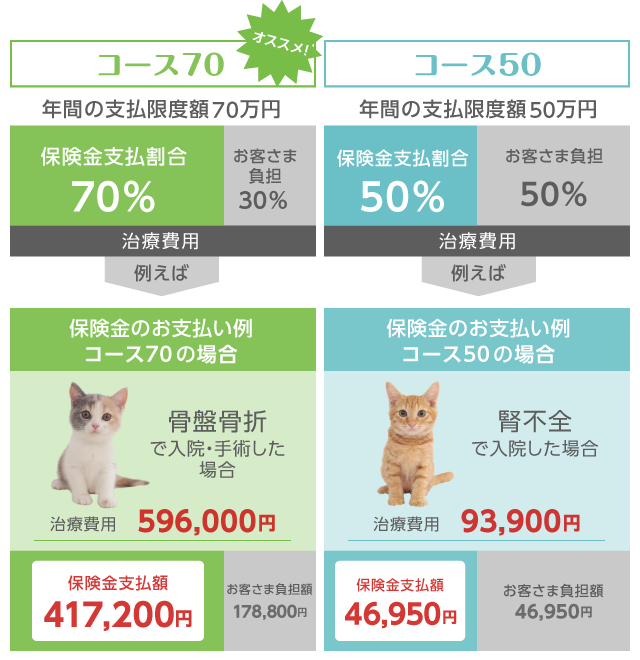 オススメ!
コース70
年間の支払限度額70万円
保険金支払割合
70%
お客さま
負担
30%
治療費用
例えば
保険金のお支払い例
コース70の場合
骨盤骨折
で入院・手術した
場合
治療費用 596,000円
保険金支払額
417,200円
お客さま負担額
178,800円
コース50
年間の支払限度額50万円
保険金支払割合
50%
お客さま負担
50%
治療費用
例えば
保険金のお支払い例
コース50の場合
腎不全
で入院した場合
治療費用 93,900円
保険金支払額
46,950円
お客さま負担額
46,950円